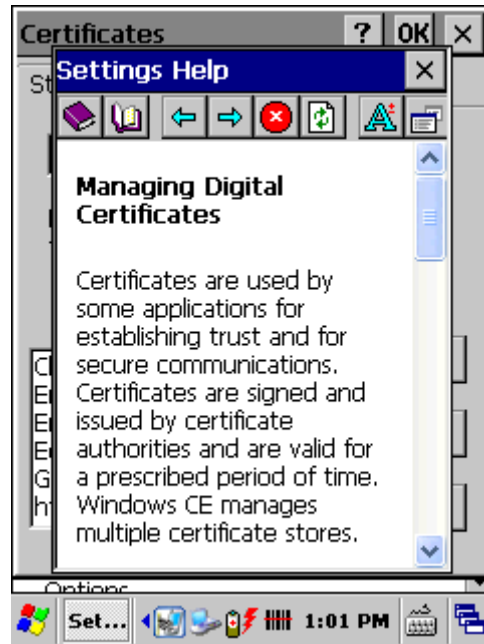 Certificates ? OK ×
Settings Help ×
St
Managing Digital
Certificates
Certificates are used by
some applications for
establishing trust and for
secure communications.
Certificates are signed and
issued by certificate
authorities and are valid for
a prescribed period of time.
Windows CE manages
multiple certificate stores.
Options
Set... 1:01 PM